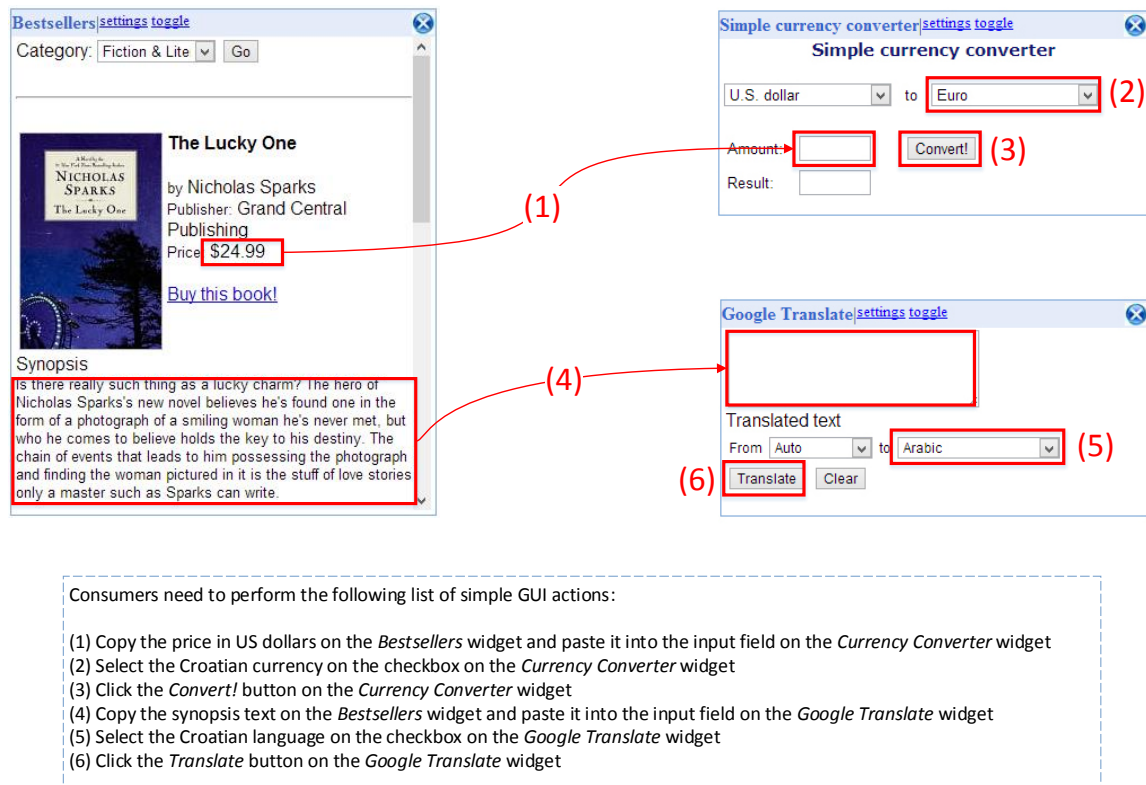 Bestsellers|settings toggle
Category: Fiction & Lite Go
The Lucky One
by Nicholas Sparks
Publisher: Grand Central
Publishing
Price $24.99
Buy this book!
NICHOLAS
SPARKS
The Lucky One
Synopsis
Is there really such thing as a lucky charm? The hero of
Nicholas Sparks's new novel believes he's found one in the
form of a photograph of a smiling woman he's never met, but
who he comes to believe holds the key to his destiny. The
chain of events that leads to him possessing the photograph
and finding the woman pictured in it is the stuff of love stories
only a master such as Sparks can write.
(1)
(4)
Simple currency converter|settings toggle
Simple currency converter
U.S. dollar to Euro (2)
Amount: Convert! (3)
Result:
Google Translate|settings toggle
Translated text
From Auto to Arabic (5)
(6) Translate Clear
Consumers need to perform the following list of simple GUI actions:
(1) Copy the price in US dollars on the Bestsellers widget and paste it into the input field on the Currency Converter widget
(2) Select the Croatian currency on the checkbox on the Currency Converter widget
(3) Click the Convert! button on the Currency Converter widget
(4) Copy the synopsis text on the Bestsellers widget and paste it into the input field on the Google Translate widget
(5) Select the Croatian language on the checkbox on the Google Translate widget
(6) Click the Translate button on the Google Translate widget